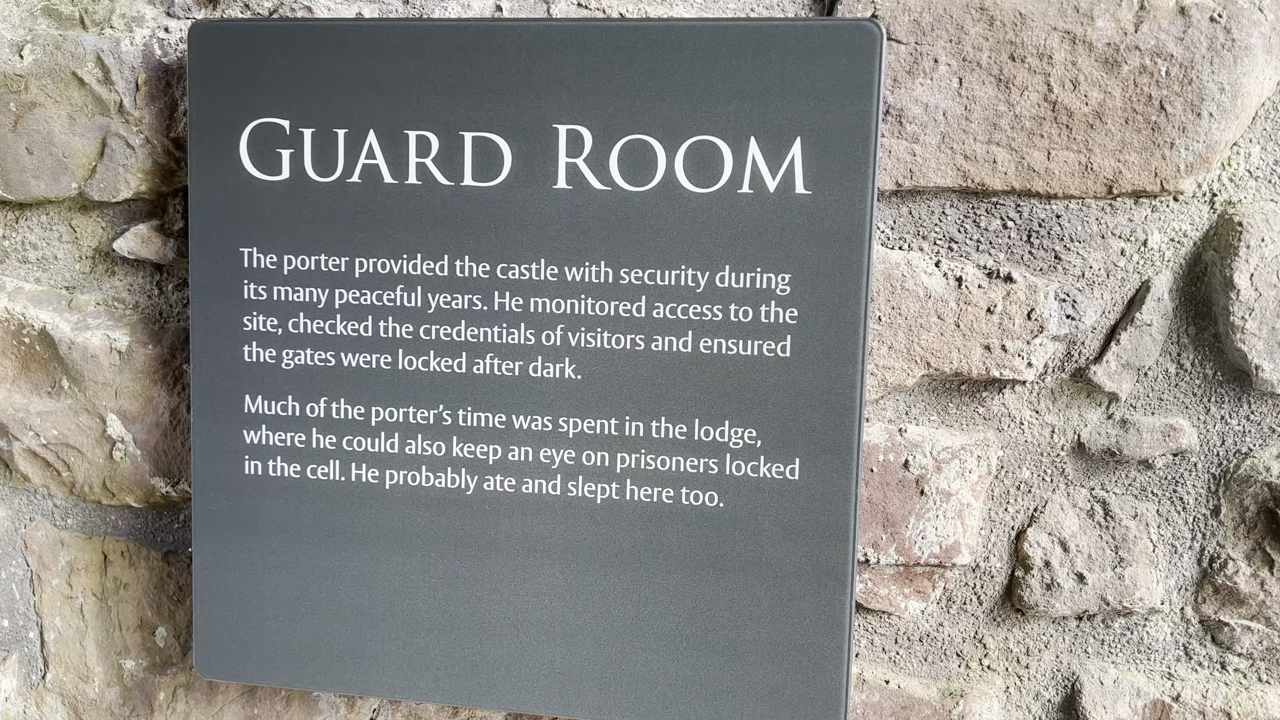 GUARD ROOM
The porter provided the castle with security during
its many peaceful years. He monitored access to the
site, checked the credentials of visitors and ensured
the gates were locked after dark.
Much of the porter's time was spent in the lodge,
where he could also keep an eye on prisoners locked
in the cell. He probably ate and slept here too.